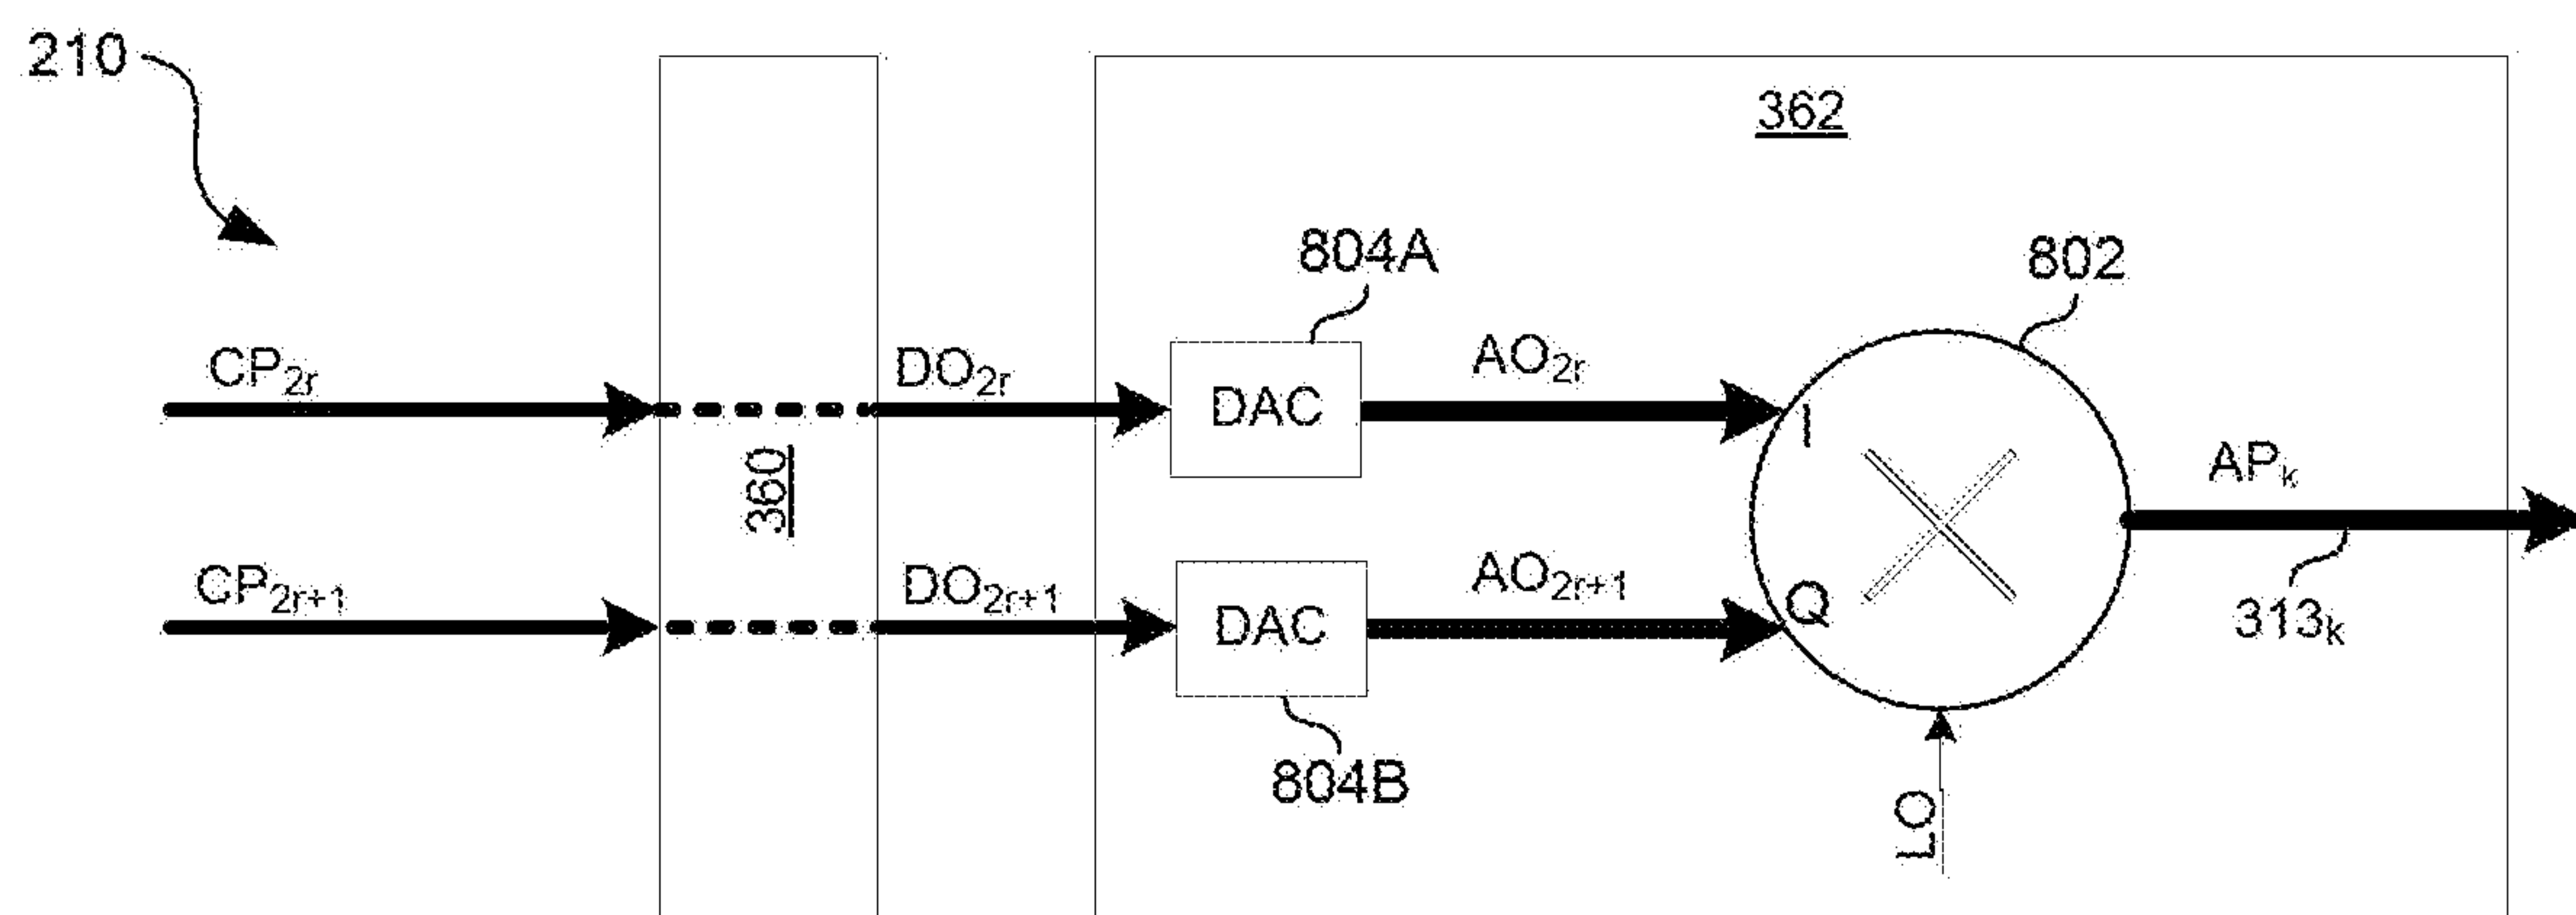 210
362
804A
802
CP2r
DO2r
DAC
AO2r
I
360
APk
CP2r+1
DO2r+1
DAC
AO2r+1
Q
313k
804B
LO